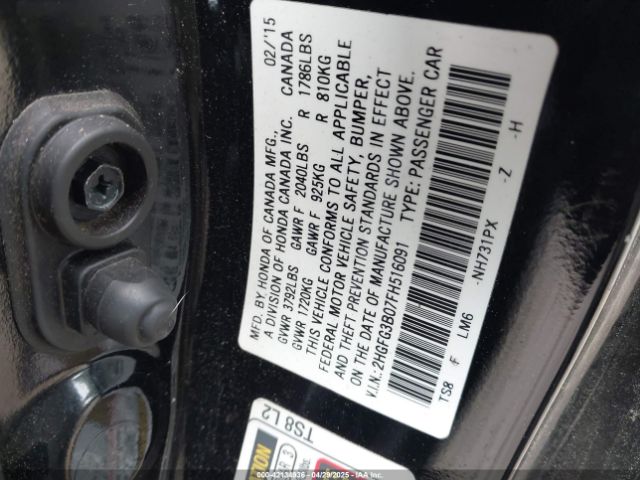 MFD. BY HONDA OF CANADA MFG., 02/'15
A DIVISION OF HONDA CANADA INC. CANADA
GVWR 3792LBS GAWR F 2040LBS R 1786LBS
GVWR 1720KG GAWR F 925KG R 810KG
THIS VEHICLE CONFORMS TO ALL APPLICABLE
FEDERAL MOTOR VEHICLE SAFETY, BUMPER,
AND THEFT PREVENTION STANDARDS IN EFFECT
ON THE DATE OF MANUFACTURE SHOWN ABOVE.
V.I.N.: 2HGFG3B07FH516091 TYPE: PASSENGER CAR
TS8 F LM6 -NH731PX -Z -H
TS8 L2
000-42134936 04/29/2025